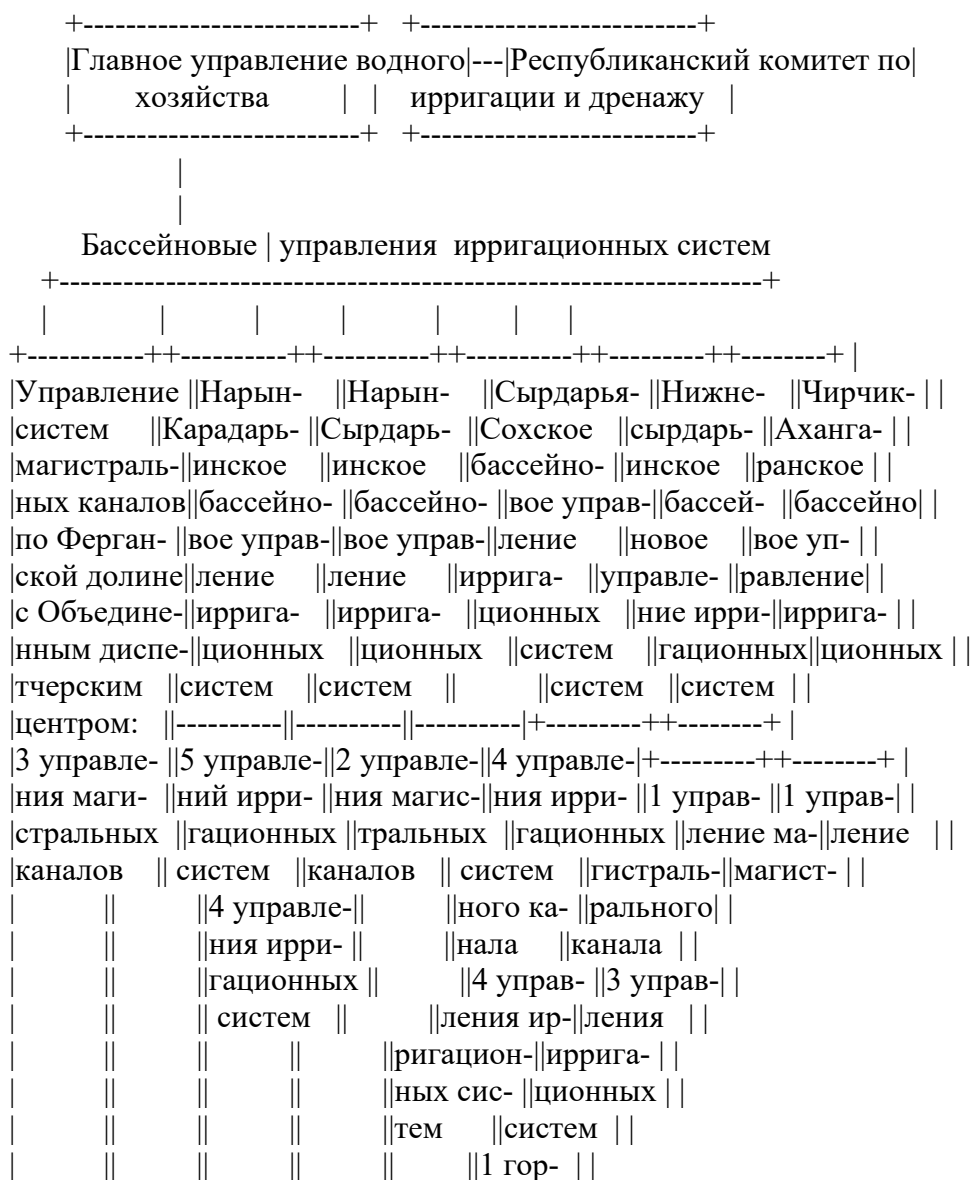 +--------------------------+ +--------------------------+
|Главное управление водного|---|Республиканский комитет по|
| хозяйства | | ирригации и дренажу |
+--------------------------+ +--------------------------+
|
|
Бассейновые | управления ирригационных систем
+------------------------------------------------------------------+
| | | | | | |
+-----------++----------++----------++----------++---------++--------+ |
|Управление ||Нарын- ||Нарын- ||Сырдарья- ||Нижне- ||Чирчик- | |
|систем ||Карадарь- ||Сырдарь- ||Сохское ||сырдарь- ||Аханга- | |
|магистраль-||инское ||инское ||бассейно- ||инское ||ранское | |
|ных каналов||бассейно- ||бассейно- ||вое управ-||бассей- ||бассейно| |
|по Ферган- ||вое управ-||вое управ-||ление ||новое ||вое уп- | |
|ской долине||ление ||ление ||иррига- ||управле- ||равление| |
|с Объедине-||иррига- ||иррига- ||ционных ||ние ирри-||иррига- | |
|нным диспе-||ционных ||ционных ||систем ||гационных||ционных | |
|тчерским ||систем ||систем || ||систем ||систем | |
|центром: ||----------||----------||----------|+---------++--------+ |
|3 управле- ||5 управле-||2 управле-||4 управле-|+---------++--------+ |
|ния маги- ||ний ирри- ||ния магис-||ния ирри- ||1 управ- ||1 управ-| |
|стральных ||гационных ||тральных ||гационных ||ление ма-||ление | |
|каналов || систем ||каналов || систем ||гистраль-||магист- | |
| || ||4 управле-|| ||ного ка- ||рального| |
| || ||ния ирри- || ||нала ||канала | |
| || ||гационных || ||4 управ- ||3 управ-| |
| || || систем || ||ления ир-||ления | |
| || || || ||ригацион-||иррига- | |
| || || || ||ных сис- ||ционных | |
| || || || ||тем ||систем | |
| || || || || ||1 гор- | |